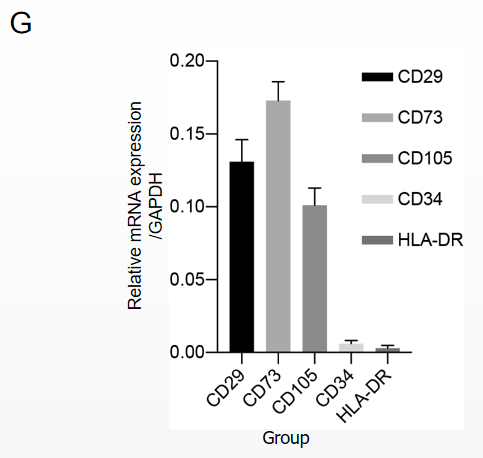 G
Relative mRNA expression
/GAPDH
0.20
0.15
0.10
0.05
0.00
CD29
CD73
CD105
CD34
HLA-DR
CD29
CD73
CD105
CD34
HLA-DR
Group